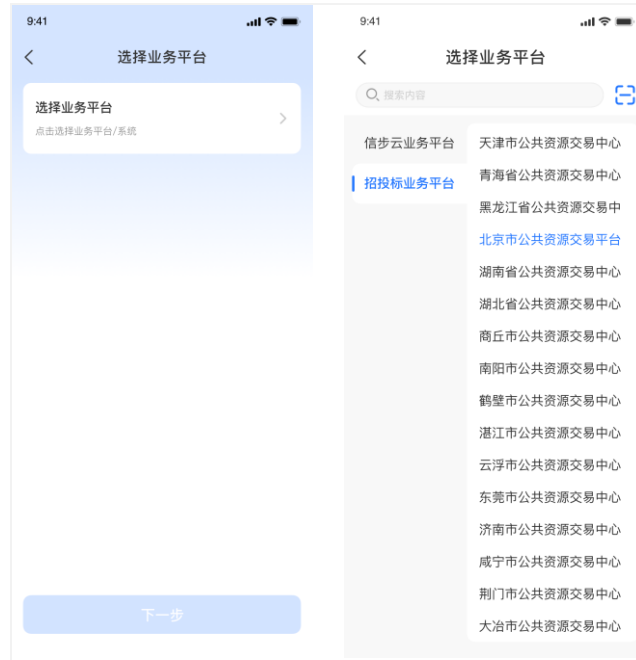 9:41
选择业务平台
选择业务平台
点击选择业务平台/系统
下一步
9:41
选择业务平台
搜索内容
信步云业务平台
招投标业务平台
天津市公共资源交易中心
青海省公共资源交易中心
黑龙江省公共资源交易中
北京市公共资源交易平台
湖南省公共资源交易中心
湖北省公共资源交易中心
商丘市公共资源交易中心
南阳市公共资源交易中心
鹤壁市公共资源交易中心
湛江市公共资源交易中心
云浮市公共资源交易中心
东莞市公共资源交易中心
济南市公共资源交易中心
咸宁市公共资源交易中心
荆门市公共资源交易中心
大冶市公共资源交易中心